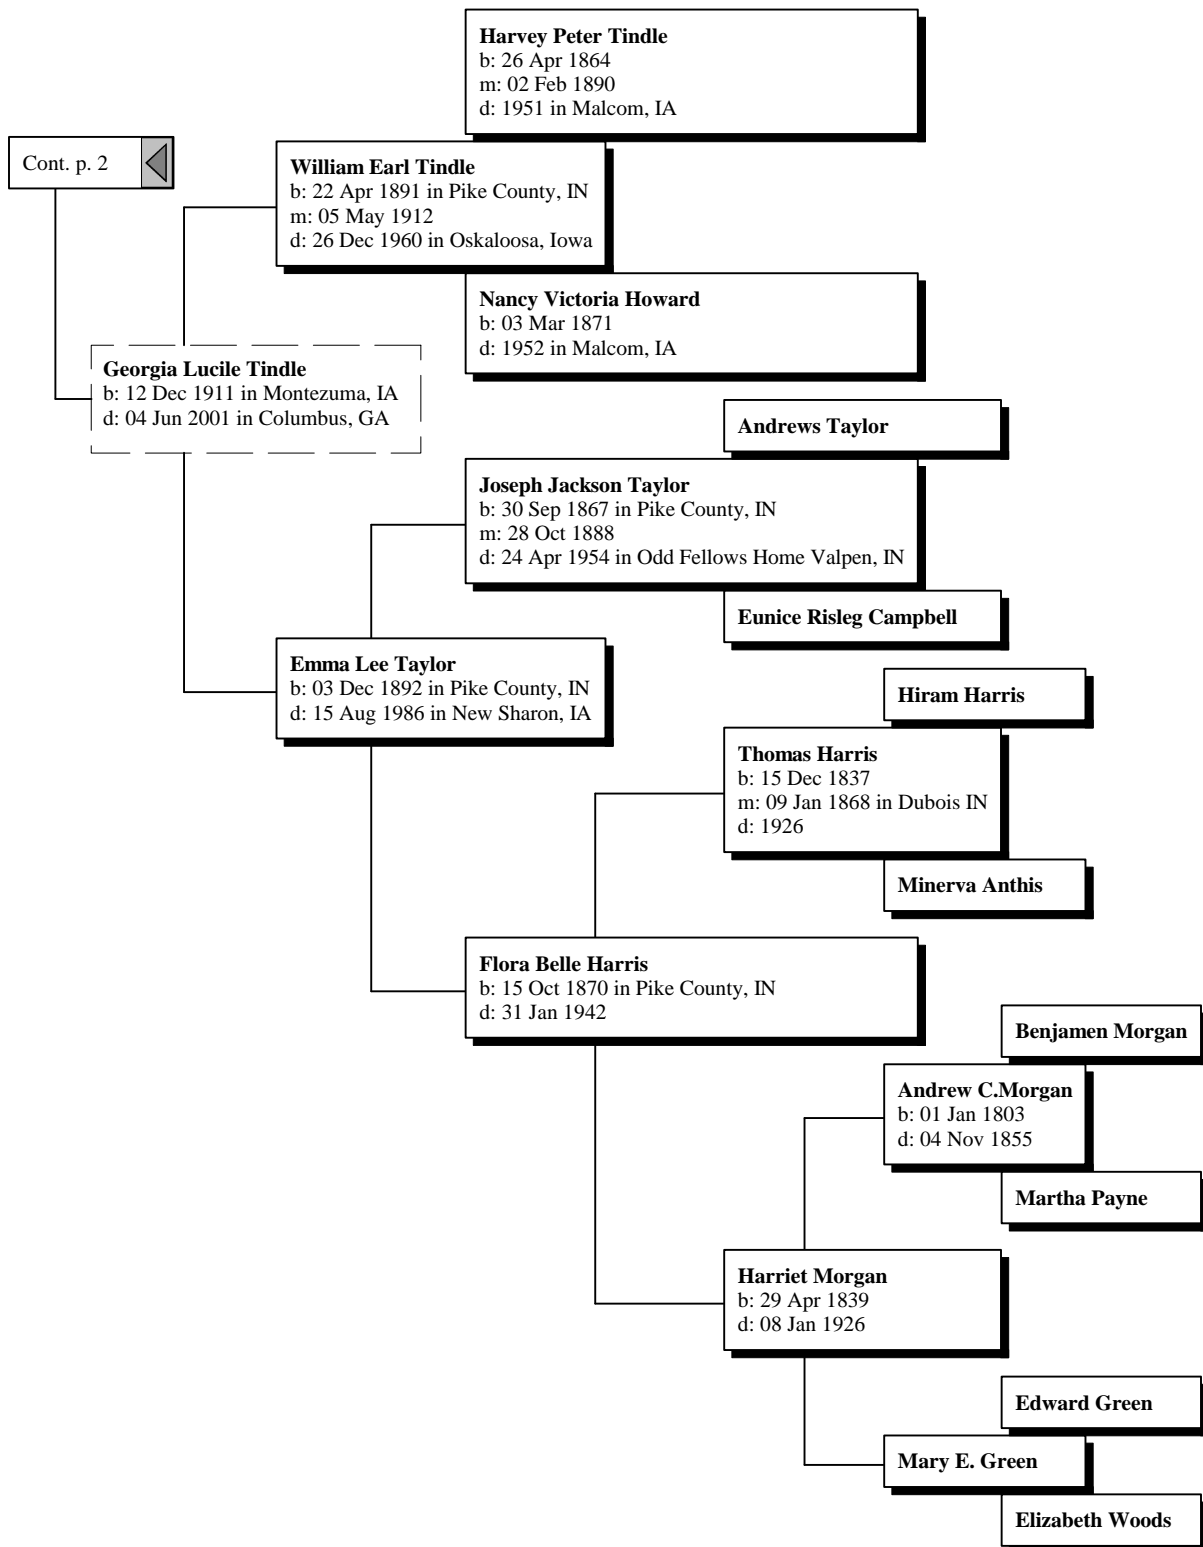 Harvey Peter Tindle
b: 26 Apr 1864
m: 02 Feb 1890
d: 1951 in Malcom, IA
Cont. p. 2
William Earl Tindle
b: 22 Apr 1891 in Pike County, IN
m: 05 May 1912
d: 26 Dec 1960 in Oskaloosa, Iowa
Nancy Victoria Howard
b: 03 Mar 1871
d: 1952 in Malcom, IA
Georgia Lucile Tindle
b: 12 Dec 1911 in Montezuma, IA
d: 04 Jun 2001 in Columbus, GA
Andrews Taylor
Joseph Jackson Taylor
b: 30 Sep 1867 in Pike County, IN
m: 28 Oct 1888
d: 24 Apr 1954 in Odd Fellows Home Valpen, IN
Eunice Risleg Campbell
Emma Lee Taylor
b: 03 Dec 1892 in Pike County, IN
d: 15 Aug 1986 in New Sharon, IA
Hiram Harris
Thomas Harris
b: 15 Dec 1837
m: 09 Jan 1868 in Dubois IN
d: 1926
Minerva Anthis
Flora Belle Harris
b: 15 Oct 1870 in Pike County, IN
d: 31 Jan 1942
Benjamen Morgan
Andrew C.Morgan
b: 01 Jan 1803
d: 04 Nov 1855
Martha Payne
Harriet Morgan
b: 29 Apr 1839
d: 08 Jan 1926
Edward Green
Mary E. Green
Elizabeth Woods